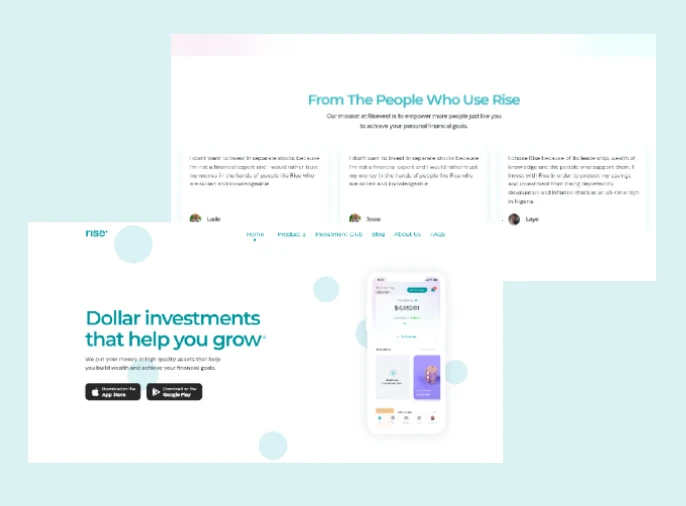 From The People Who Use Rise
Our mission at Risevest is to empower more people just like you
to achieve your personal financial goals.
I don't want to invest in separate stocks because
I'm not a financial expert and I would rather trust
my money in the hands of people like Rise who
are skilled and knowledgeable.
I don't want to invest in separate stocks because
I'm not a financial expert and I would rather trust
my money in the hands of people like Rise who
are skilled and knowledgeable.
I chose Rise because of its leadership, wealth of
knowledge and the people who support them. I
invest with Rise in order to protect my savings
and investment from being depleted by
devaluation and inflation that is at an all-time high
in Nigeria.
Jesse
Layo
rise
Home
Product
Investment Club
Blog
About Us
FAQs
Dollar investments
that help you grow
We put your money in high quality assets that help
you build wealth and achieve your financial goals.
Download on the
App Store
Download on the
Google Play